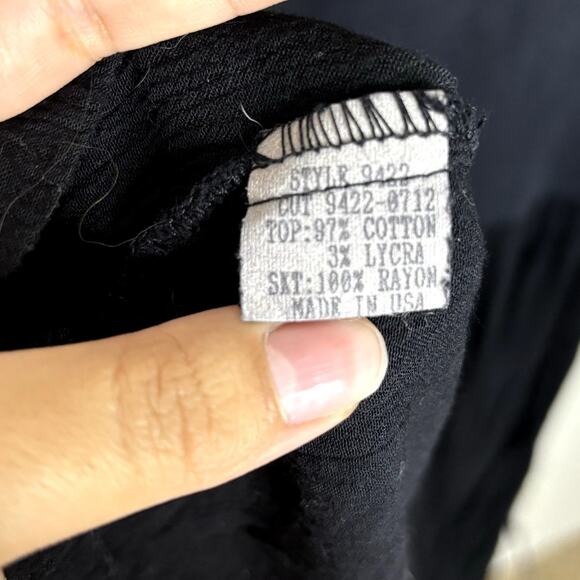 STYLE 9422
CUT 9422-0712
TOP:97% COTTON
3% LYCRA
SKT:100% RAYON
MADE IN USA